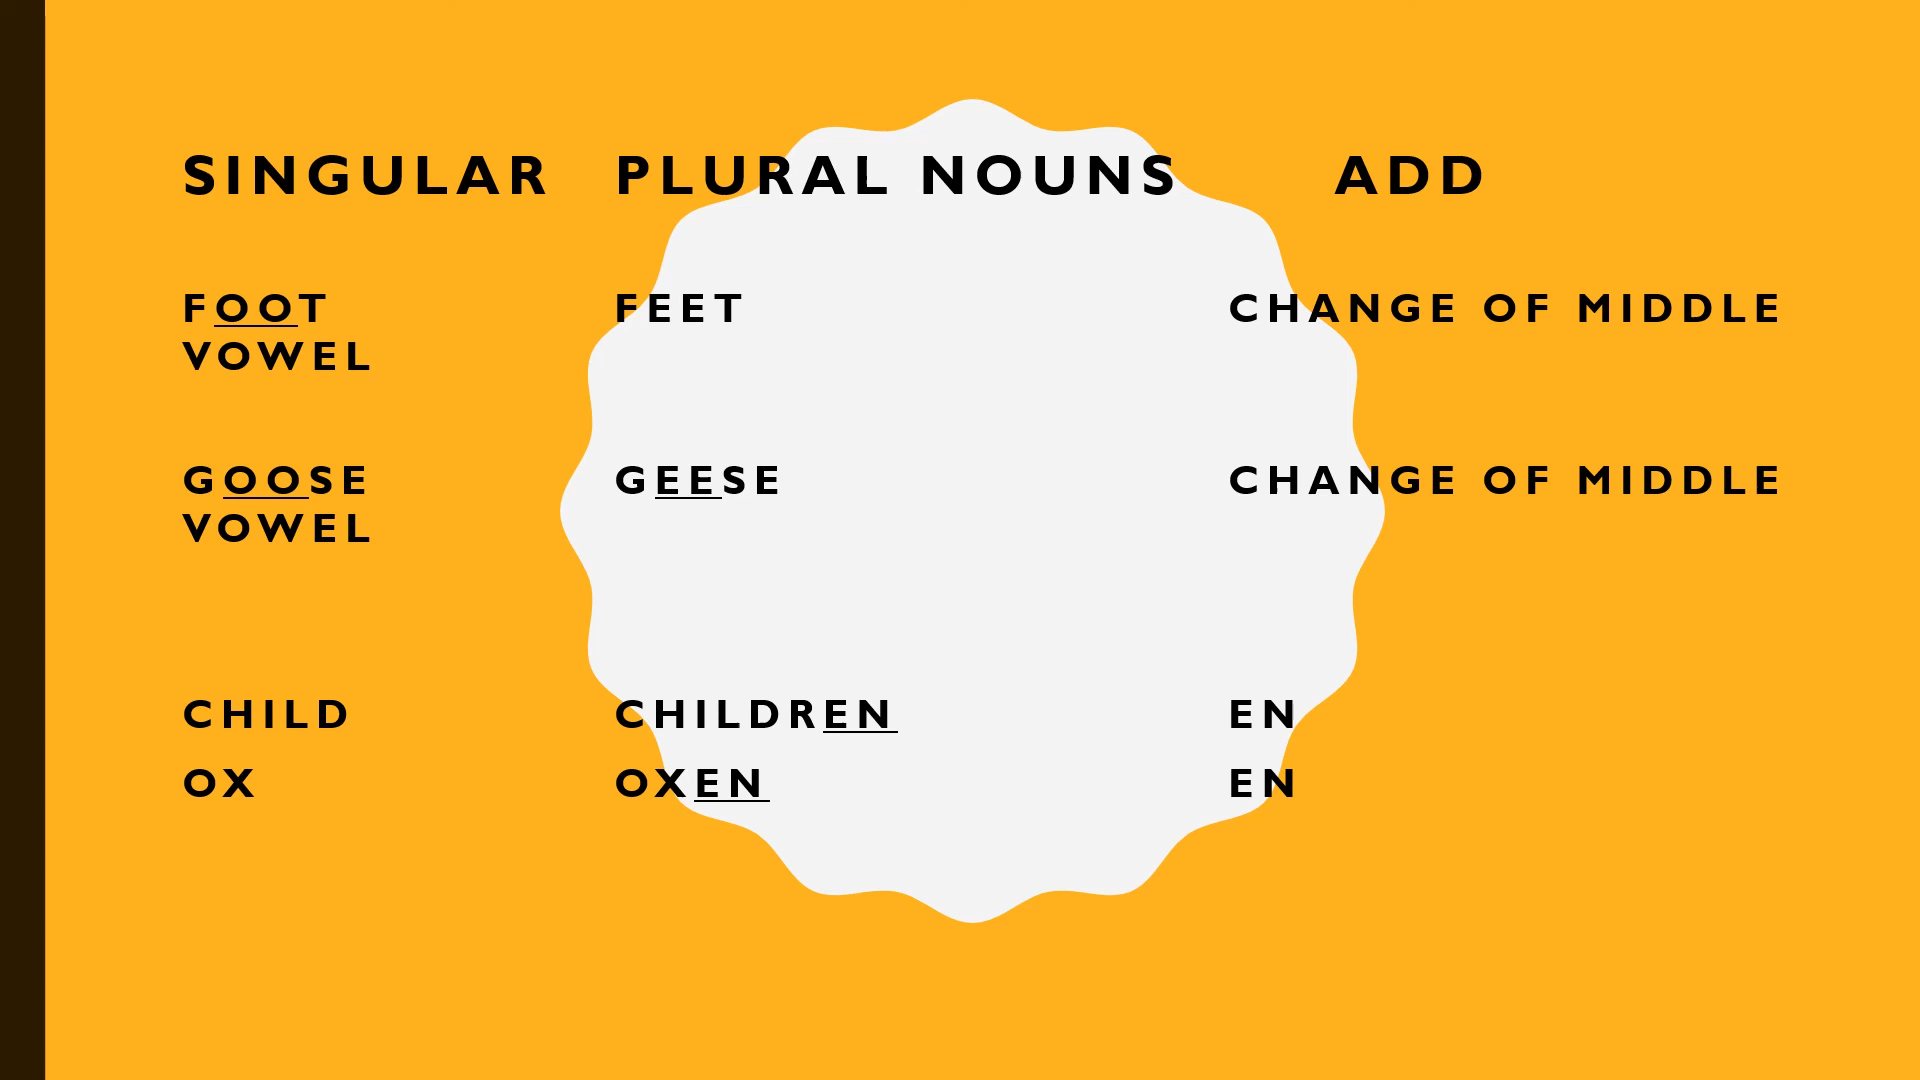 SINGULAR PLURAL NOUNS ADD
FOOT FEET CHANGE OF MIDDLE
VOWEL
GOOSE GEESE CHANGE OF MIDDLE
VOWEL
CHILD CHILDREN EN
OX OXEN EN